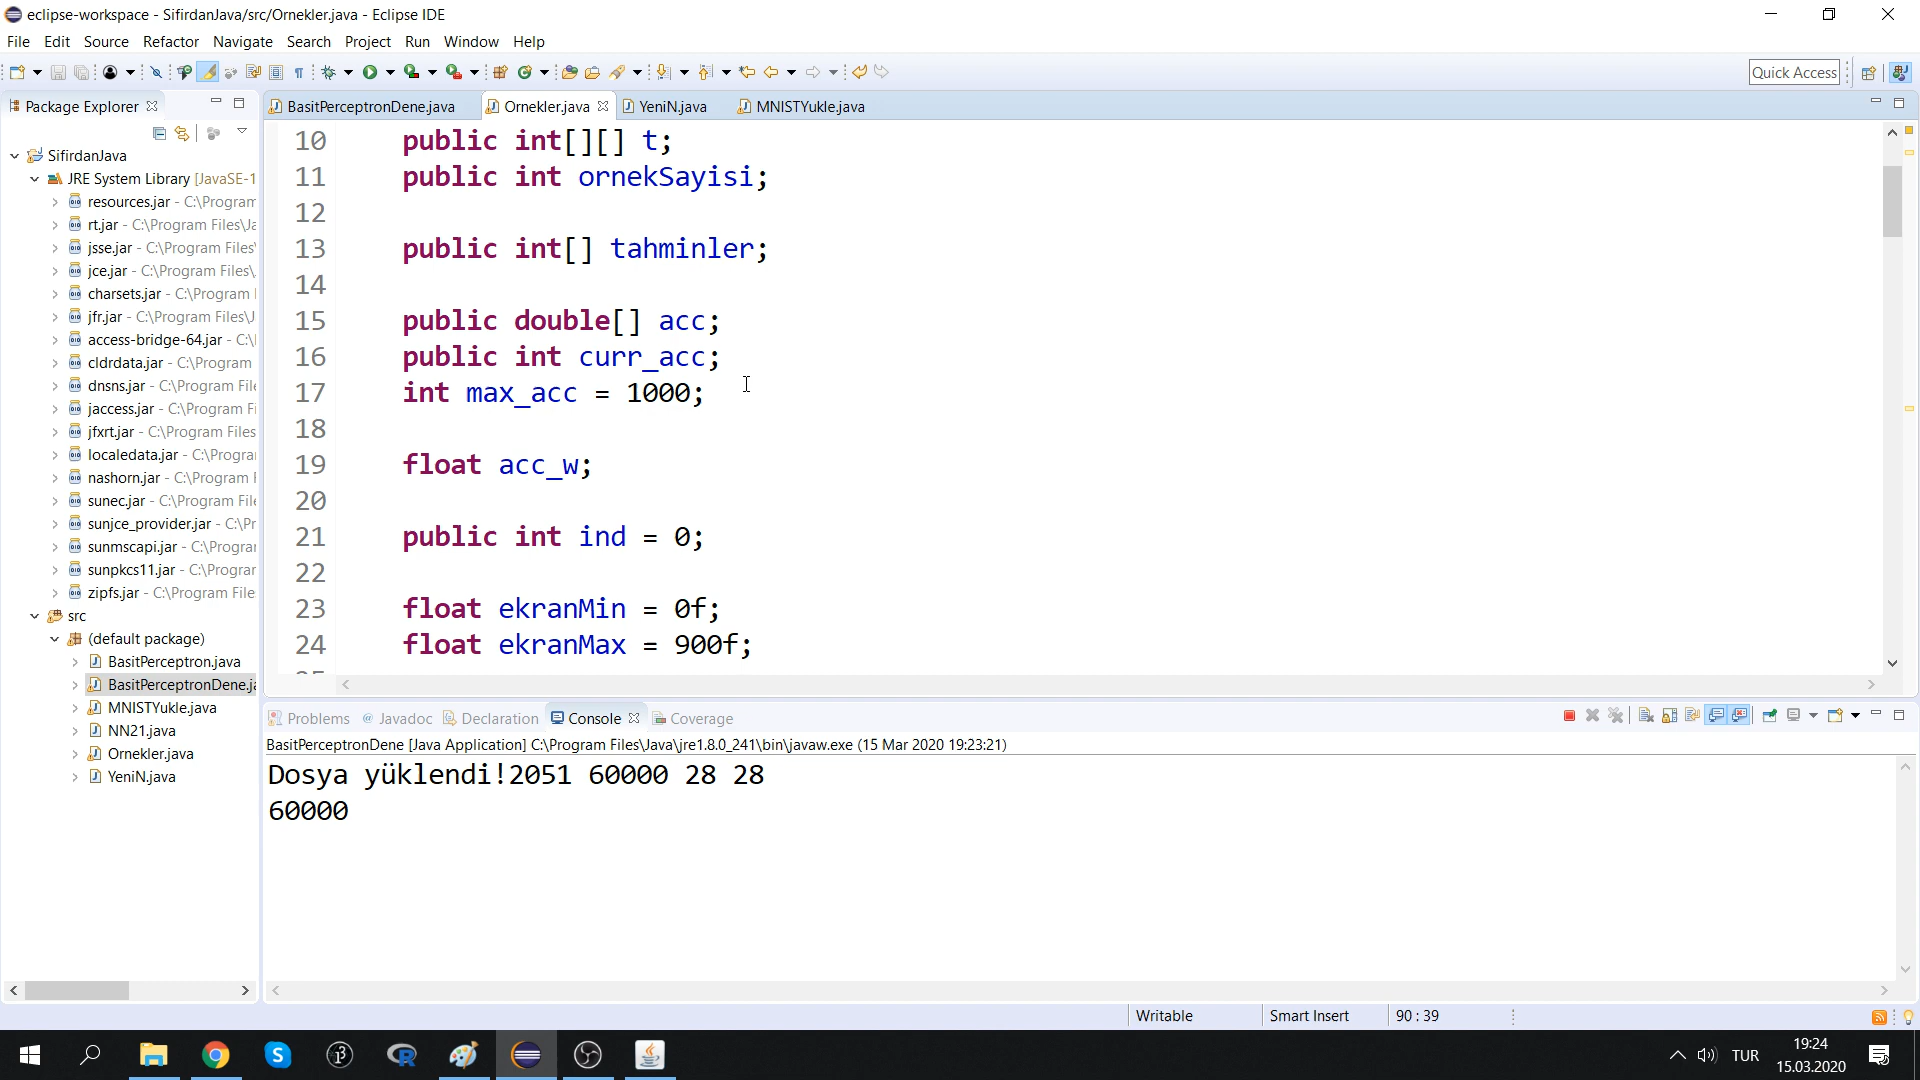 eclipse-workspace - SifirdanJava/src/Ornekler.java - Eclipse IDE
File Edit Source Refactor Navigate Search Project Run Window Help
Quick Access
Package Explorer
BasitPerceptronDene.java Ornekler.java YeniN.java MNISTYukle.java
SifirdanJava
JRE System Library [JavaSE-1
resources.jar - C:\Program
rt.jar - C:\Program Files\Ja
jsse.jar - C:\Program Files\
jce.jar - C:\Program Files\
charsets.jar - C:\Program
jfr.jar - C:\Program Files\J
access-bridge-64.jar - C:\
cldrdata.jar - C:\Program
dnsns.jar - C:\Program File
jaccess.jar - C:\Program Fi
jfxrt.jar - C:\Program Files
localedata.jar - C:\Progra
nashorn.jar - C:\Program F
sunec.jar - C:\Program File
sunjce_provider.jar - C:\Pr
sunmscapi.jar - C:\Prograr
sunpkcs11.jar - C:\Prograr
zipfs.jar - C:\Program File
src
(default package)
BasitPerceptron.java
BasitPerceptronDene.ja
MNISTYukle.java
NN21.java
Ornekler.java
YeniN.java
10 public int[][] t;
11 public int ornekSayisi;
12
13 public int[] tahminler;
14
15 public double[] acc;
16 public int curr_acc;
17 int max_acc = 1000;
18
19 float acc_w;
20
21 public int ind = 0;
22
23 float ekranMin = 0f;
24 float ekranMax = 900f;
Problems @ Javadoc Declaration Console Coverage
BasitPerceptronDene [Java Application] C:\Program Files\Java\jre1.8.0_241\bin\javaw.exe (15 Mar 2020 19:23:21)
Dosya yüklendi!2051 60000 28 28
60000
Writable Smart Insert 90 : 39
TUR
19:24
15.03.2020